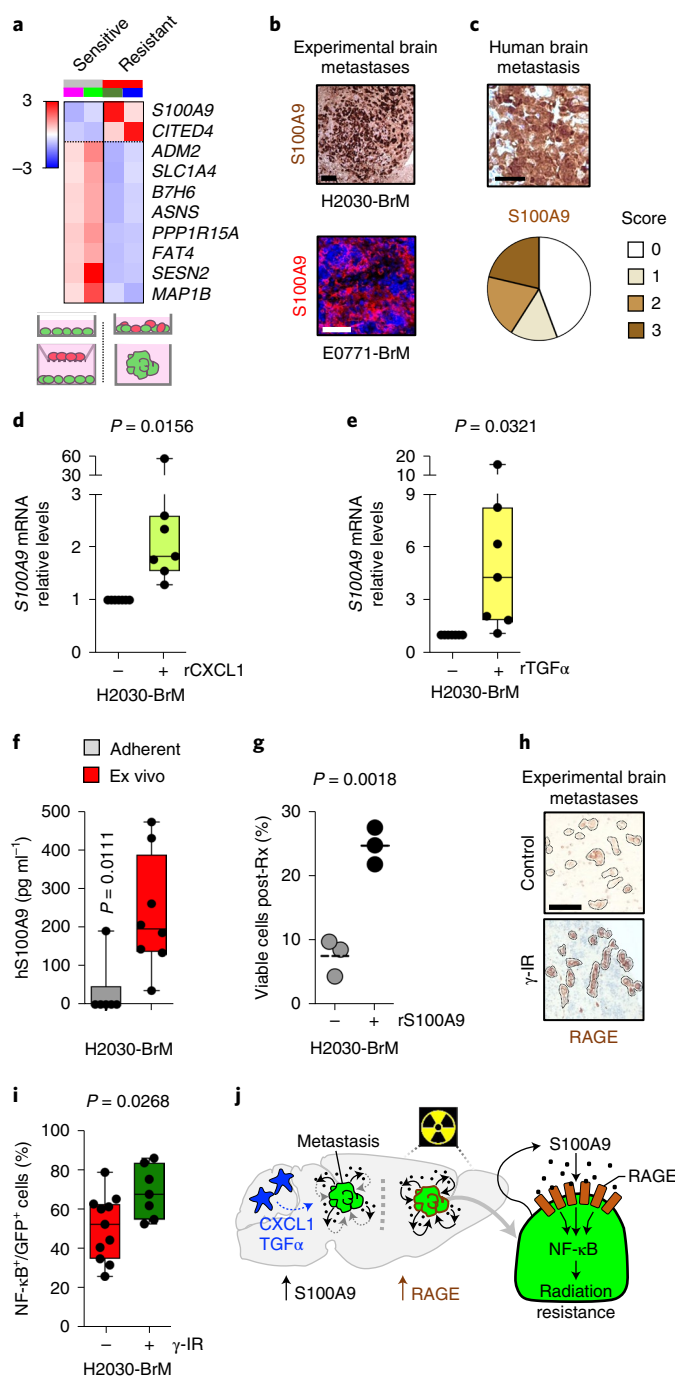 a
Sensitive
Resistant
3
−3
S100A9
CITED4
ADM2
SLC1A4
B7H6
ASNS
PPP1R15A
FAT4
SESN2
MAP1B
b
Experimental brain
metastases
S100A9
H2030-BrM
S100A9
E0771-BrM
c
Human brain
metastasis
S100A9
Score
0
1
2
3
d
P = 0.0156
60
30
3
2
1
0
S100A9 mRNA
relative levels
− + rCXCL1
H2030-BrM
e
P = 0.0321
20
10
9
6
3
0
S100A9 mRNA
relative levels
− + rTGFα
H2030-BrM
f
Adherent
Ex vivo
500
400
300
200
100
0
hS100A9 (pg ml−1)
P = 0.0111
H2030-BrM
g
P = 0.0018
30
20
10
0
Viable cells post-Rx (%)
− + rS100A9
H2030-BrM
h
Experimental brain
metastases
Control
γ-IR
RAGE
i
P = 0.0268
100
80
60
40
20
0
NF-κB+/GFP+ cells (%)
− + γ-IR
H2030-BrM
j
Metastasis
CXCL1
TGFα
↑ S100A9
↑ RAGE
S100A9
RAGE
NF-κB
Radiation
resistance